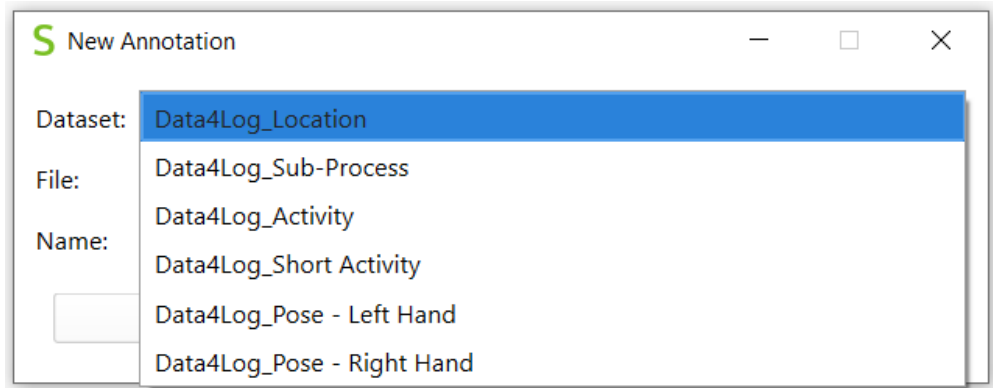 S New Annotation
Dataset: Data4Log_Location
Data4Log_Sub-Process
File:
Data4Log_Activity
Name:
Data4Log_Short Activity
Data4Log_Pose - Left Hand
Data4Log_Pose - Right Hand